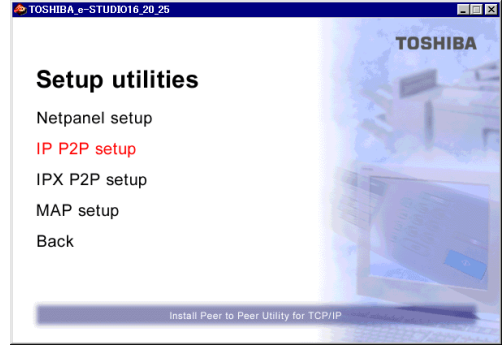 TOSHIBA_e-STUDIO16_20_25
TOSHIBA
Setup utilities
Netpanel setup
IP P2P setup
IPX P2P setup
MAP setup
Back
Install Peer to Peer Utility for TCP/IP